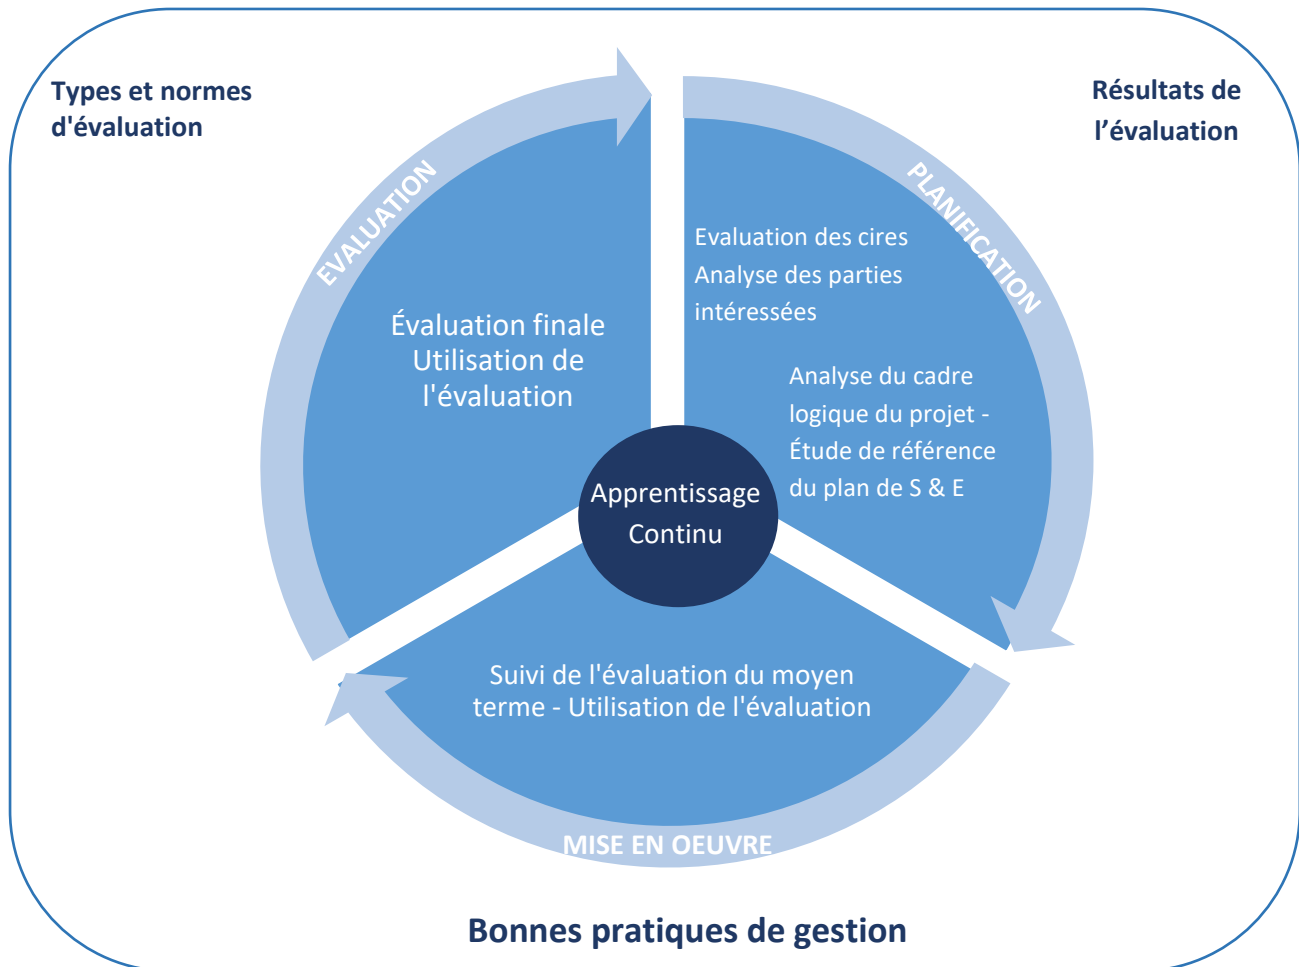 Types et normes
d'évaluation
Résultats de
l’évaluation
EVALUATION
PLANIFICATION
Evaluation des cires
Analyse des parties
intéressées
Évaluation finale
Utilisation de
l'évaluation
Analyse du cadre
logique du projet -
Étude de référence
du plan de S & E
Apprentissage
Continu
Suivi de l'évaluation du moyen
terme - Utilisation de l'évaluation
MISE EN OEUVRE
Bonnes pratiques de gestion